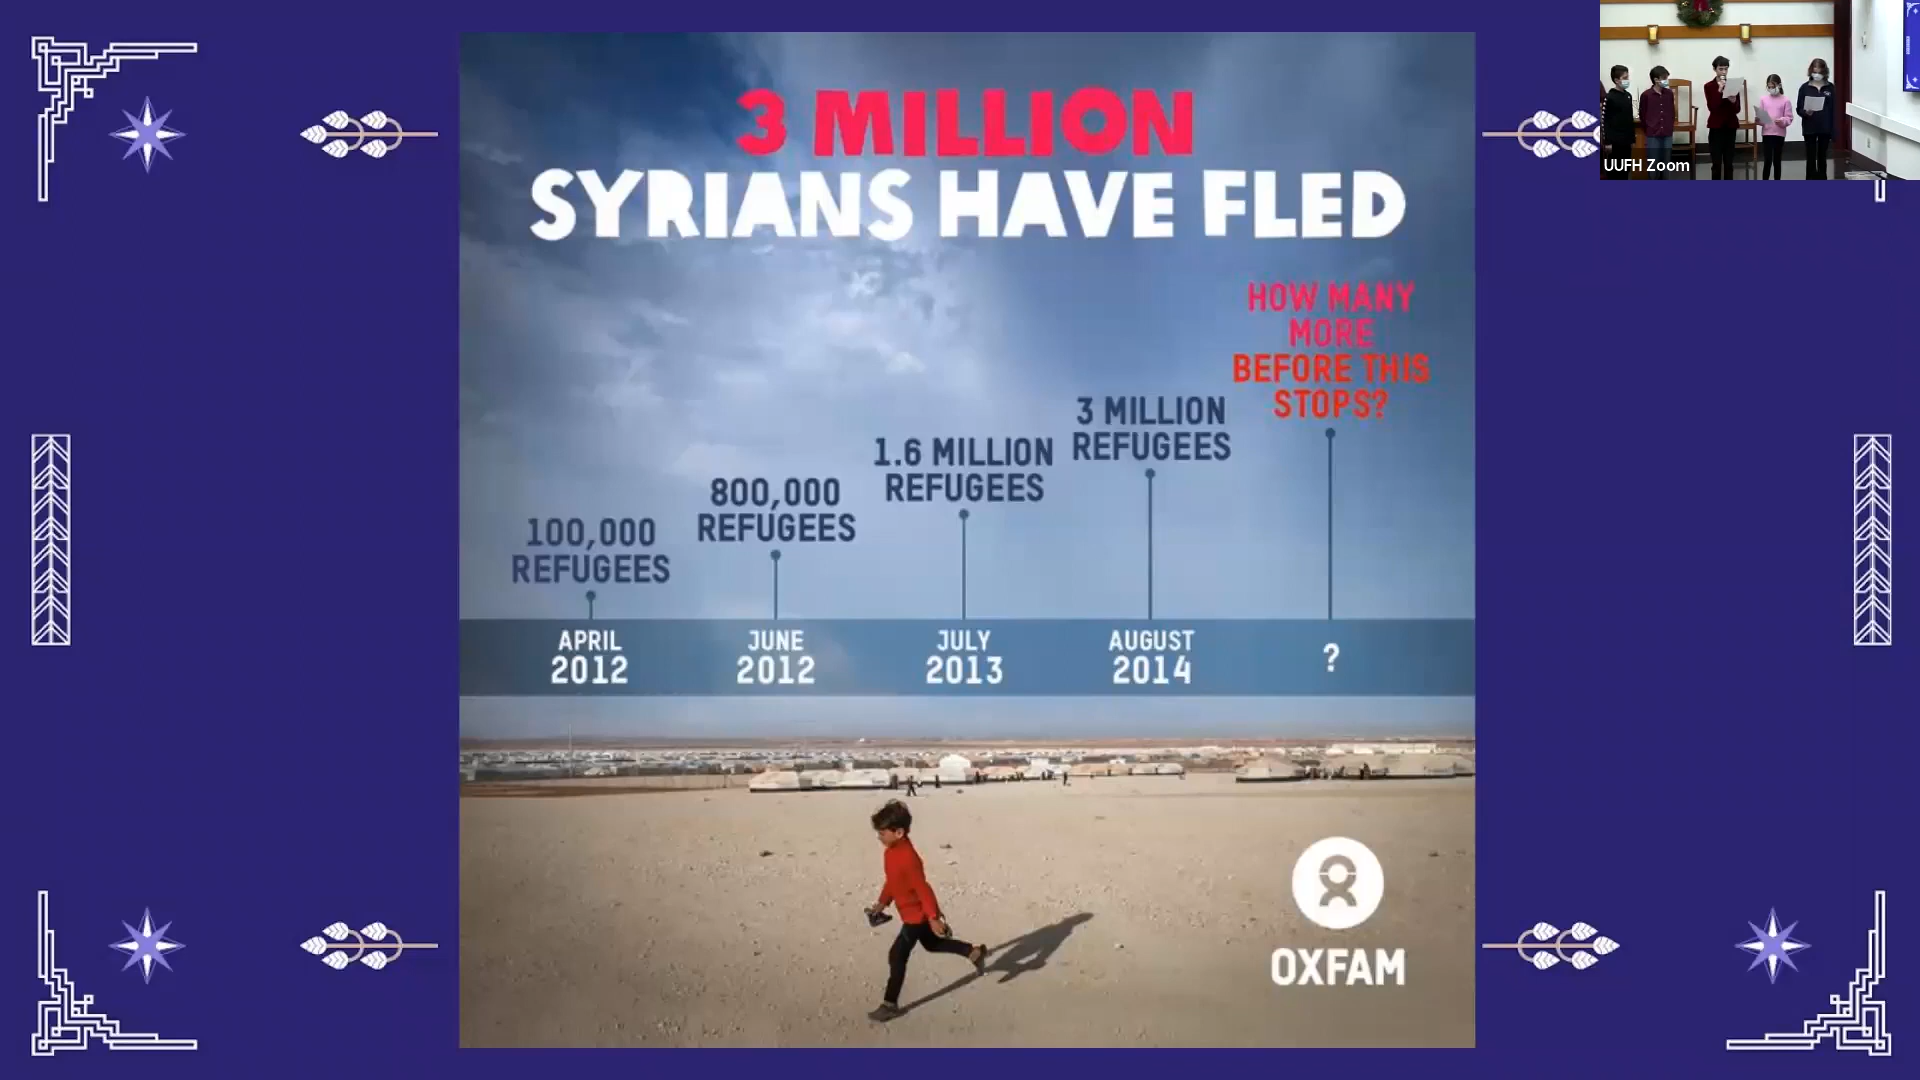 3 MILLION
SYRIANS HAVE FLED
HOW MANY
MORE
BEFORE THIS
STOPS?
3 MILLION
REFUGEES
1.6 MILLION
REFUGEES
800,000
REFUGEES
100,000
REFUGEES
APRIL
2012
JUNE
2012
JULY
2013
AUGUST
2014
?
OXFAM
UUFH Zoom